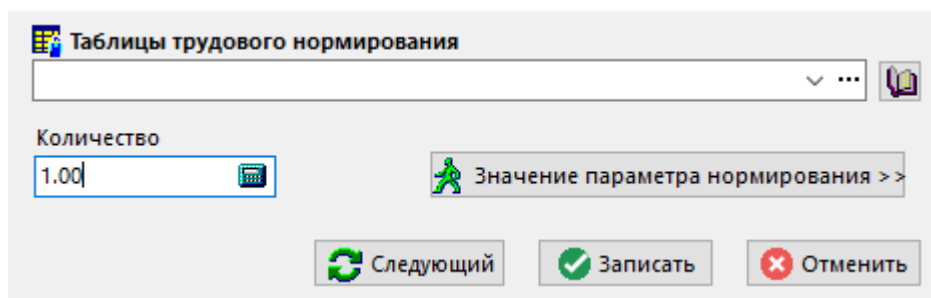 Таблицы трудового нормирования
...
Количество
1.00
Значение параметра нормирования >>
Следующий
Записать
Отменить